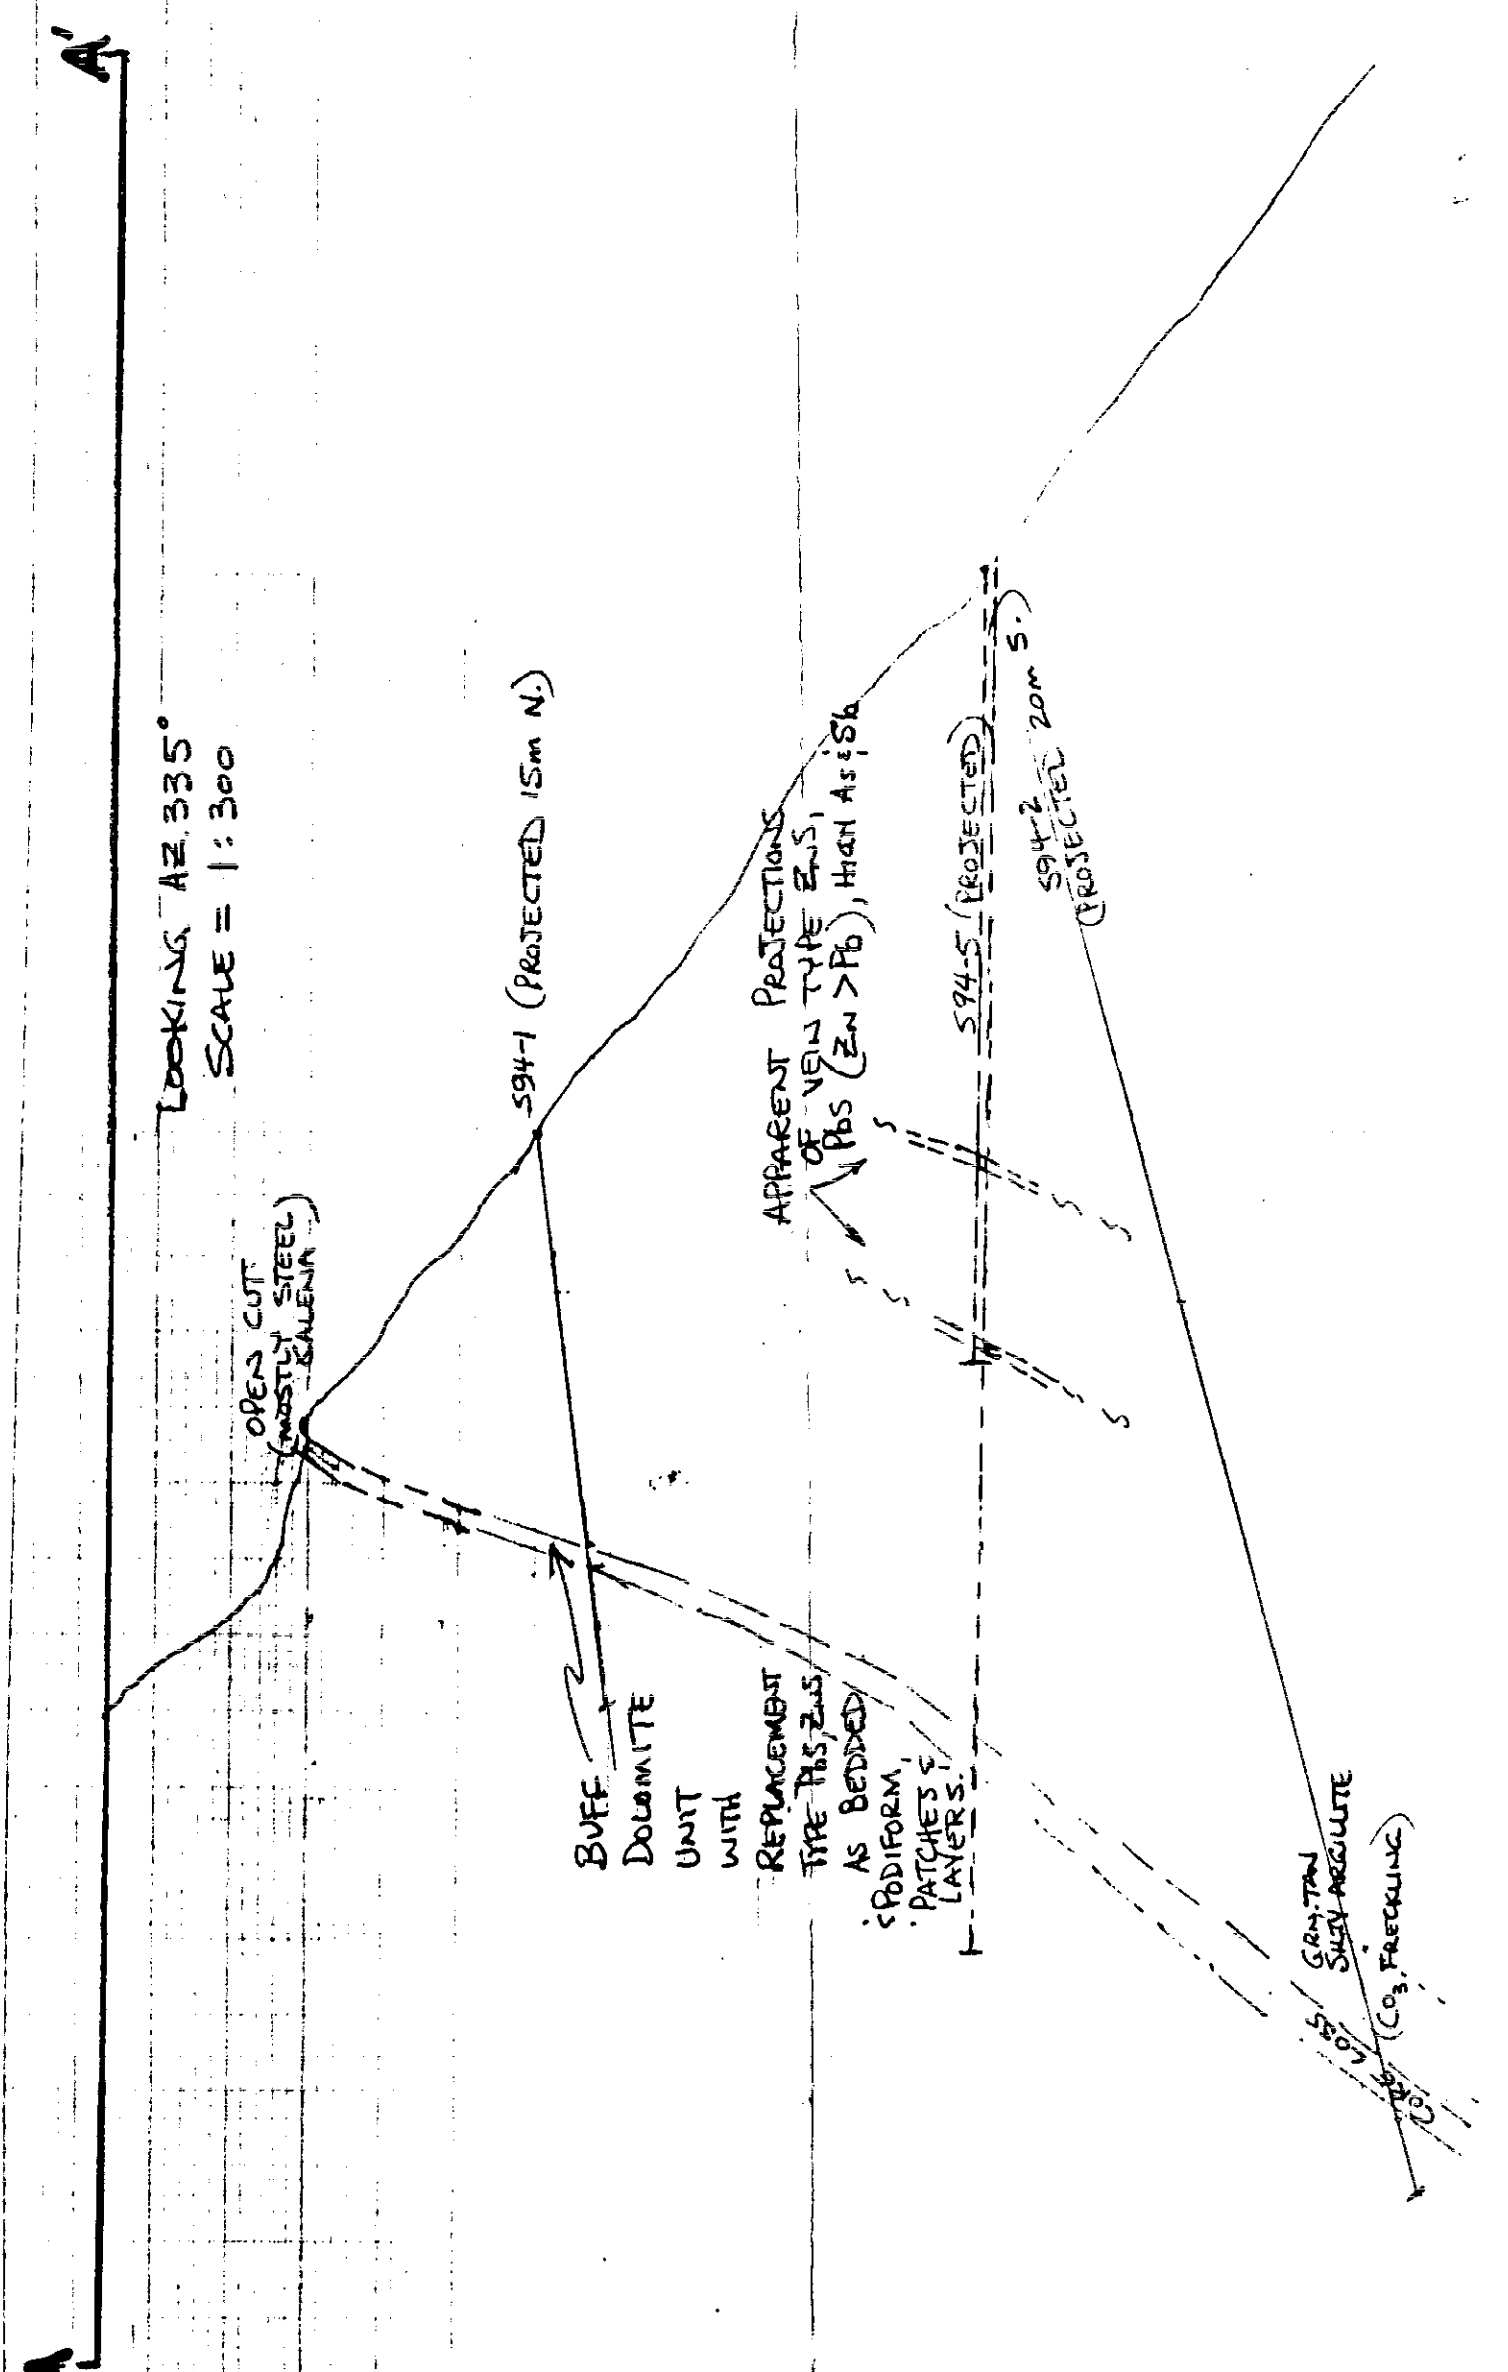 A
A'
LOOKING AZ. 335°
SCALE = 1:300
OPEN CUT
(MOSTLY STEEL
GALENA)
S94-1 (PROJECTED 15m N.)
BUFF
DOLOMITE
UNIT
WITH
REPLACEMENT
TYPE PbS, ZnS
AS BEDDED
& PODIFORM,
PATCHES &
LAYERS.
APPARENT PROJECTIONS
OF VEIN TYPE ZnS,
PbS (Zn > Pb), HIGH As & Sb
S94-5 (PROJECTED)
S94-2
(PROJECTED 20m S.)
GRN.-TAN
SILTY ARGILLITE
(CO3 FRECKLING)